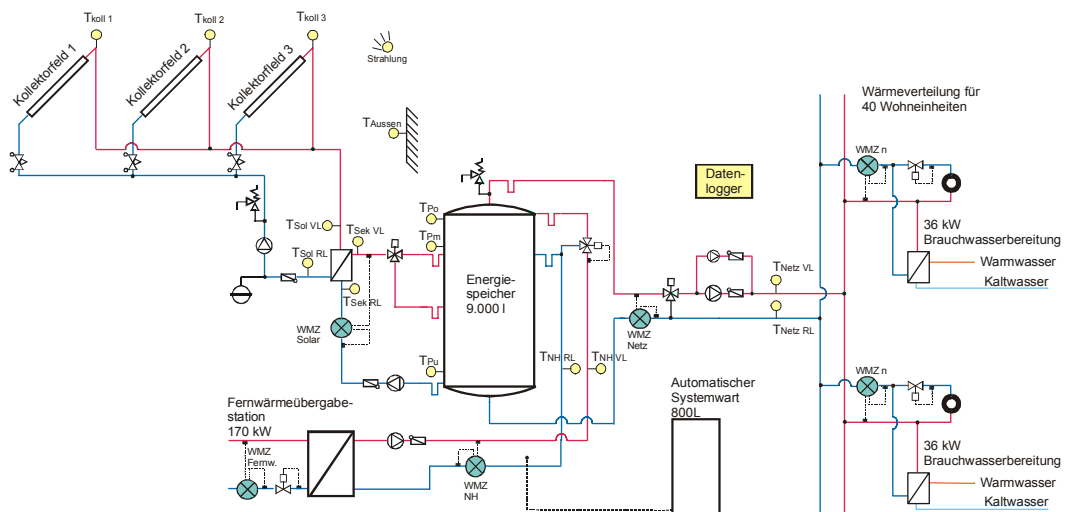 Tkoll 1
Tkoll 2
Tkoll 3
Kollektorfeld 1
Kollektorfeld 2
Kollektorfleld 3
Strahlung
TAussen
Wärmeverteilung für
40 Wohneinheiten
WMZ n
Daten-
logger
TPo
TPm
TSol VL
TSek VL
TSol RL
TSek RL
Energie-
speicher
9.000 l
36 kW
Brauchwasserbereitung
Warmwasser
Kaltwasser
TNetz VL
TNetz RL
WMZ
Solar
WMZ
Netz
TPu
TNH RL
TNH VL
WMZ n
Automatischer
Systemwart
800L
Fernwärmeübergabe-
station
170 kW
WMZ
Fernw.
WMZ
NH
36 kW
Brauchwasserbereitung
Warmwasser
Kaltwasser